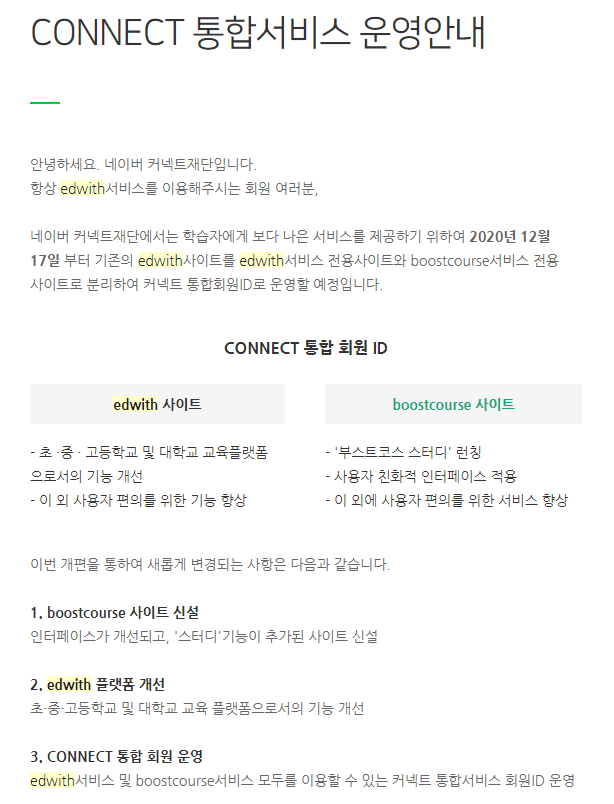 CONNECT 통합서비스 운영안내
안녕하세요. 네이버 커넥트재단입니다.
항상 edwith서비스를 이용해주시는 회원 여러분,
네이버 커넥트재단에서는 학습자에게 보다 나은 서비스를 제공하기 위하여 2020년 12월
17일 부터 기존의 edwith사이트를 edwith서비스 전용사이트와 boostcourse서비스 전용
사이트로 분리하여 커넥트 통합회원ID로 운영할 예정입니다.
CONNECT 통합 회원 ID
edwith 사이트
- 초 ·중 · 고등학교 및 대학교 교육플랫폼
으로서의 기능 개선
- 이 외 사용자 편의를 위한 기능 향상
boostcourse 사이트
- '부스트코스 스터디' 런칭
- 사용자 친화적 인터페이스 적용
- 이 외에 사용자 편의를 위한 서비스 향상
이번 개편을 통하여 새롭게 변경되는 사항은 다음과 같습니다.
1. boostcourse 사이트 신설
인터페이스가 개선되고, '스터디'기능이 추가된 사이트 신설
2. edwith 플랫폼 개선
초·중·고등학교 및 대학교 교육 플랫폼으로서의 기능 개선
3. CONNECT 통합 회원 운영
edwith서비스 및 boostcourse서비스 모두를 이용할 수 있는 커넥트 통합서비스 회원ID 운영